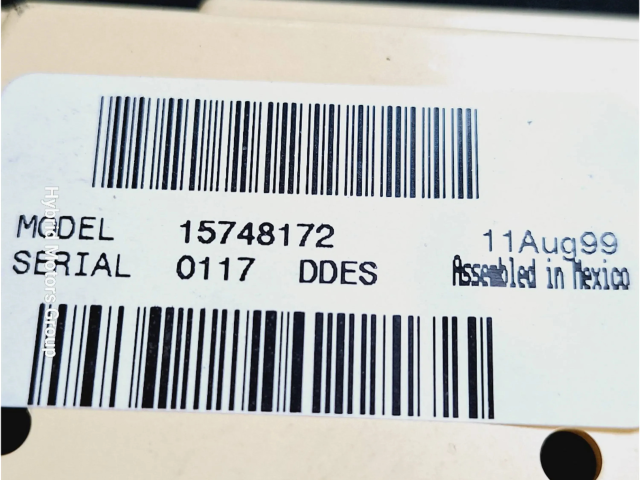 MODEL 15748172
SERIAL 0117 DDES
11Aug99
Assembled in Mexico
Hybrid Motors Group